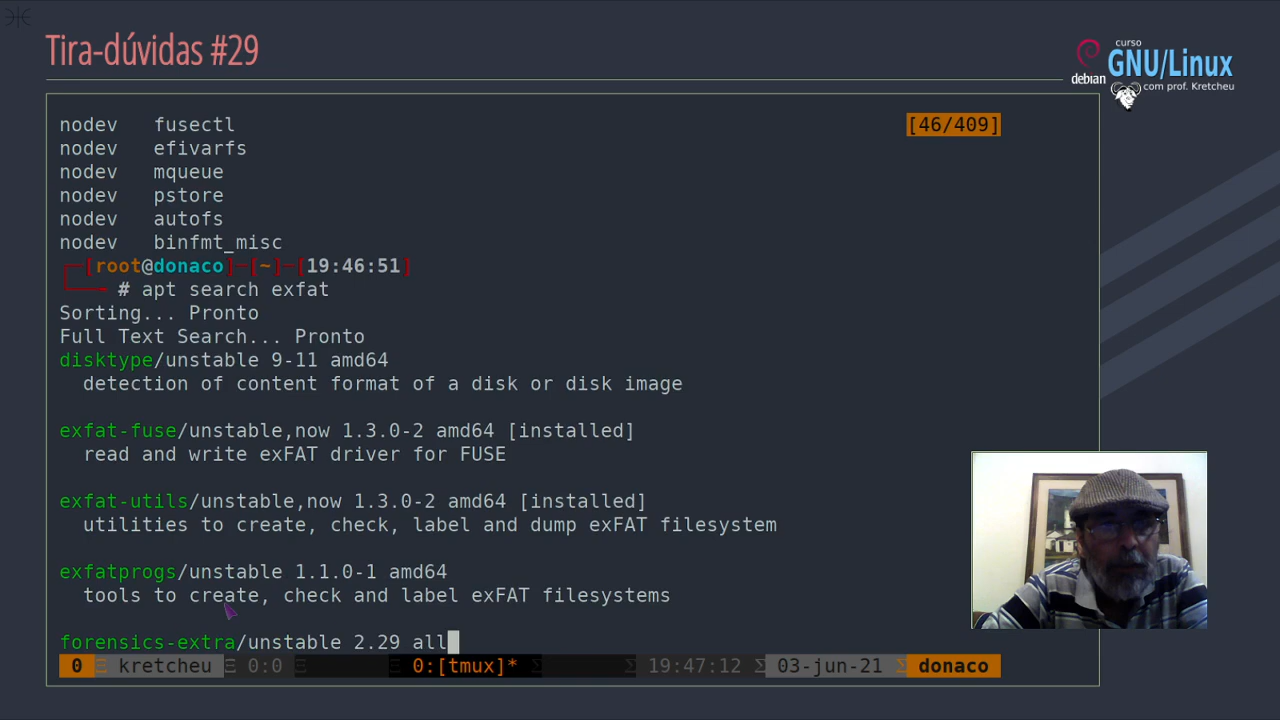 Tira-dúvidas #29
curso
GNU/Linux
debian
com prof. Kretcheu
nodev fusectl
[46/409]
nodev efivarfs
nodev mqueue
nodev pstore
nodev autofs
nodev binfmt_misc
[root@donaco]-[~]-[19:46:51]
# apt search exfat
Sorting... Pronto
Full Text Search... Pronto
disktype/unstable 9-11 amd64
detection of content format of a disk or disk image
exfat-fuse/unstable,now 1.3.0-2 amd64 [installed]
read and write exFAT driver for FUSE
exfat-utils/unstable,now 1.3.0-2 amd64 [installed]
utilities to create, check, label and dump exFAT filesystem
exfatprogs/unstable 1.1.0-1 amd64
tools to create, check and label exFAT filesystems
forensics-extra/unstable 2.29 all
0 Ξ kretcheu Ξ 0:0 Ξ Ξ 0:[tmux]* Σ Σ 19:47:12 Σ 03-jun-21 Σ donaco